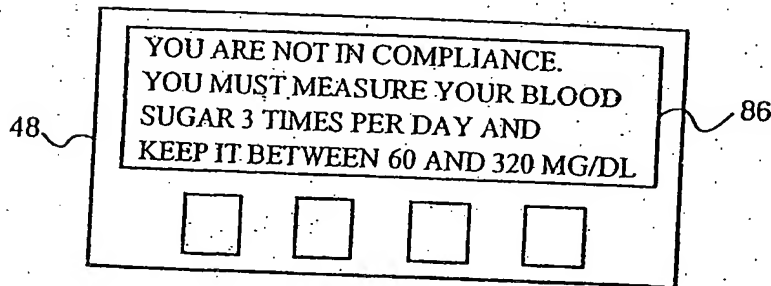 YOU ARE NOT IN COMPLIANCE.
YOU MUST MEASURE YOUR BLOOD
SUGAR 3 TIMES PER DAY AND
KEEP IT BETWEEN 60 AND 320 MG/DL
48
86